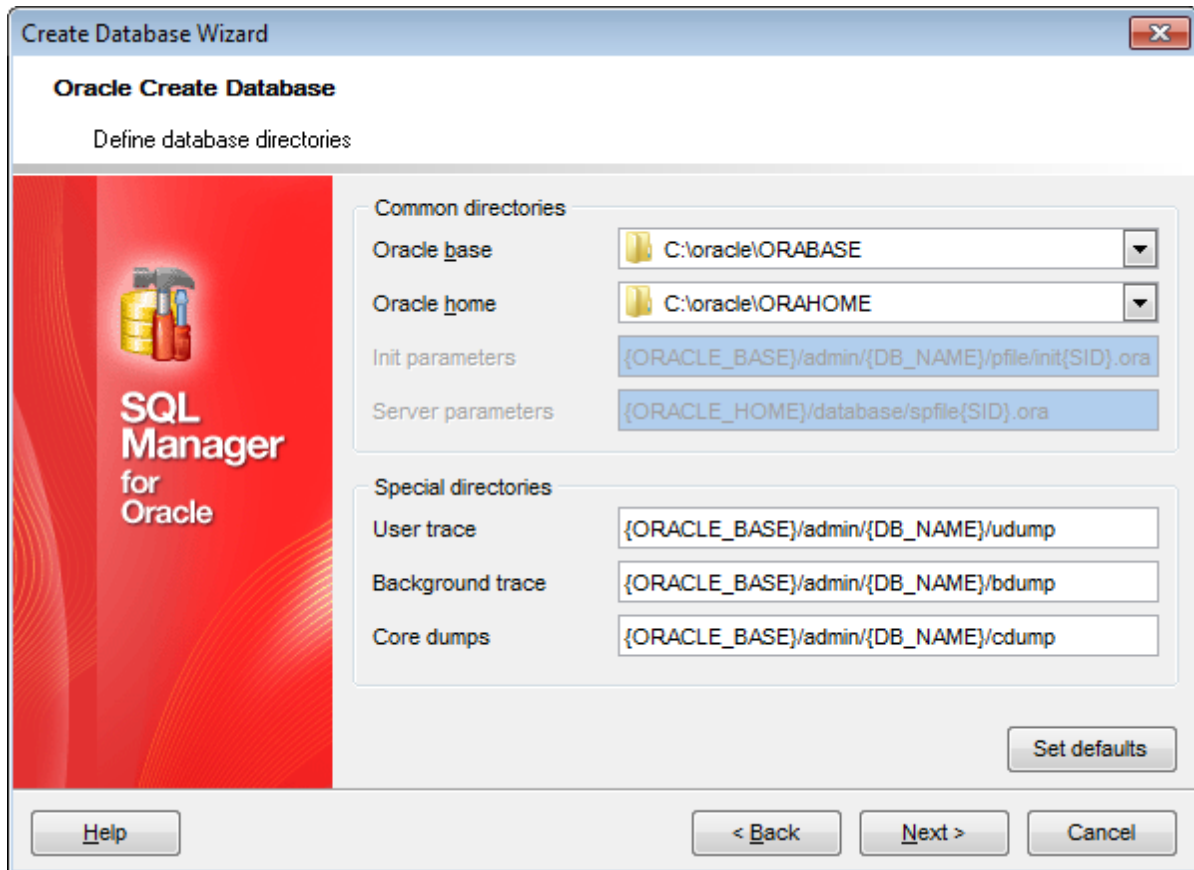 Create Database Wizard
Oracle Create Database
Define database directories
SQL
Manager
for
Oracle
Common directories
Oracle base C:\oracle\ORABASE
Oracle home C:\oracle\ORAHOME
Init parameters {ORACLE_BASE}/admin/{DB_NAME}/pfile/init{SID}.ora
Server parameters {ORACLE_HOME}/database/spfile{SID}.ora
Special directories
User trace {ORACLE_BASE}/admin/{DB_NAME}/udump
Background trace {ORACLE_BASE}/admin/{DB_NAME}/bdump
Core dumps {ORACLE_BASE}/admin/{DB_NAME}/cdump
Set defaults
Help < Back Next > Cancel